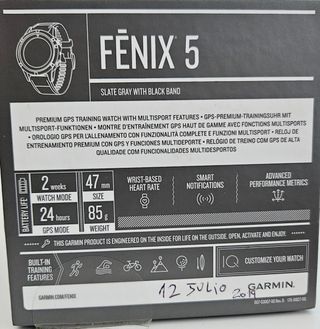 FĒNIX 5
SLATE GRAY WITH BLACK BAND
PREMIUM GPS TRAINING WATCH WITH MULTISPORT FEATURES • GPS-PREMIUM-TRAININGSUHR MIT
MULTISPORT-FUNKTIONEN • MONTRE D'ENTRAÎNEMENT GPS HAUT DE GAMME AVEC FONCTIONS MULTISPORTS
• OROLOGIO GPS PER L'ALLENAMENTO CON FUNZIONALITÀ COMPLETE E FUNZIONI MULTISPORT • RELOJ DE
ENTRENAMIENTO PREMIUM CON GPS Y FUNCIONES MULTIDEPORTE • RELÓGIO DE TREINO COM GPS DE ALTA
QUALIDADE COM FUNCIONALIDADES MULTIDESPORTOS
BATTERY LIFE
2 weeks
WATCH MODE
24 hours
GPS MODE
47 mm
SIZE
85g
WEIGHT
WRIST-BASED
HEART RATE
SMART
NOTIFICATIONS
ADVANCED
PERFORMANCE METRICS
THIS GARMIN PRODUCT IS ENGINEERED ON THE INSIDE FOR LIFE ON THE OUTSIDE. OPEN, ACTIVATE AND ENJOY.
BUILT-IN
TRAINING
FEATURES
IQ CUSTOMIZE YOUR WATCH
GARMIN.COM/FENIX
12 JULIO 2019
GARMIN.